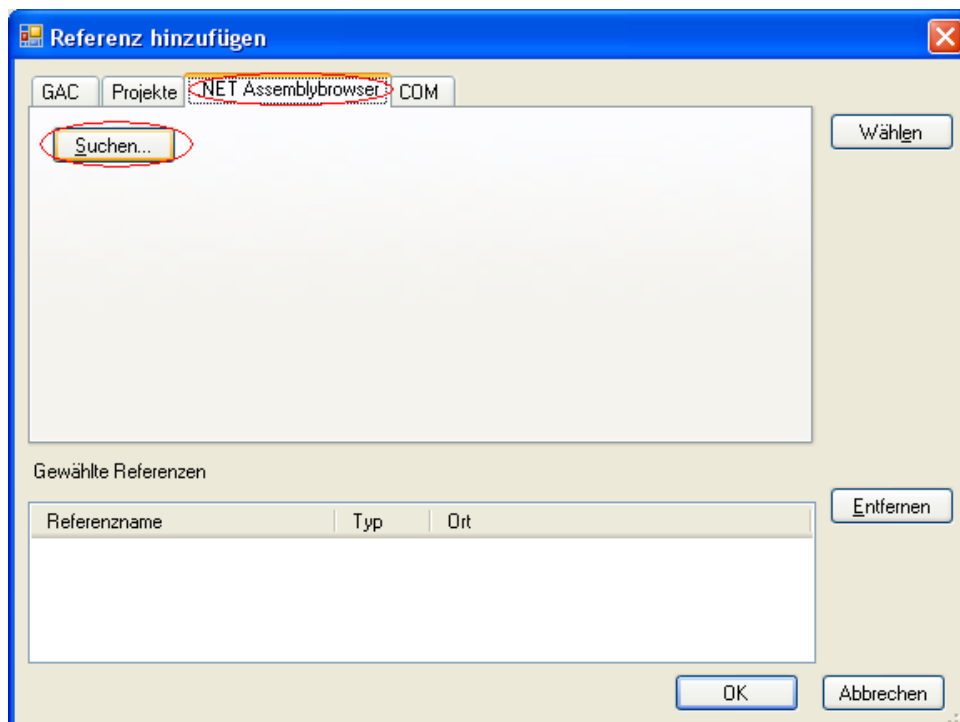 Referenz hinzufügen
GAC Projekte .NET Assemblybrowser COM
Wählen
Suchen...
Gewählte Referenzen
Entfernen
Referenzname Typ Ort
OK Abbrechen